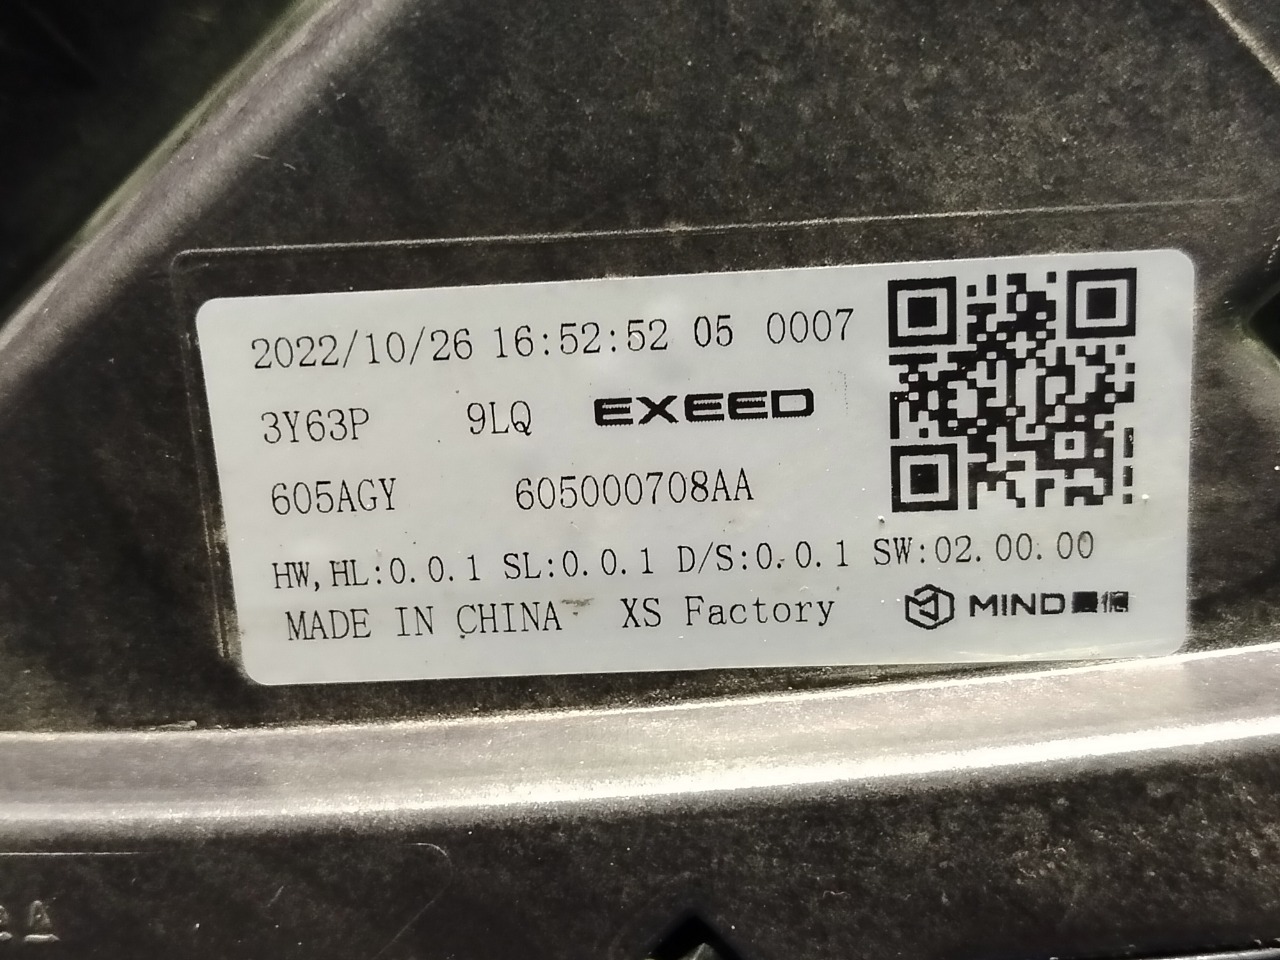 2022/10/26 16:52:52 05 0007
3Y63P 9LQ EXEED
605AGY 605000708AA
HW,HL:0.0.1 SL:0.0.1 D/S:0.0.1 SW:02.00.00
MADE IN CHINA XS Factory MIND